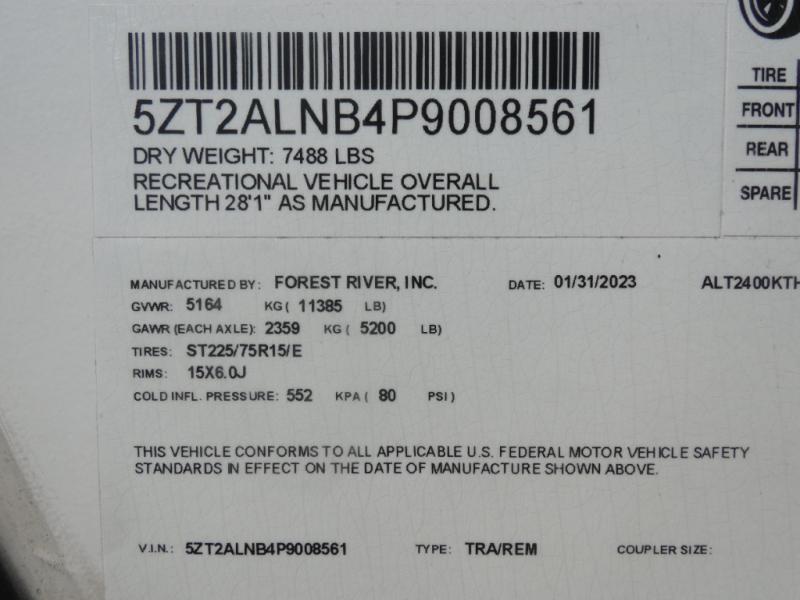 5ZT2ALNB4P9008561
DRY WEIGHT: 7488 LBS
RECREATIONAL VEHICLE OVERALL
LENGTH 28'1" AS MANUFACTURED.
TIRE
FRONT
REAR
SPARE
MANUFACTURED BY: FOREST RIVER, INC. DATE: 01/31/2023 ALT2400KTH
GVWR: 5164 KG( 11385 LB)
GAWR (EACH AXLE): 2359 KG( 5200 LB)
TIRES: ST225/75R15/E
RIMS: 15X6.0J
COLD INFL. PRESSURE: 552 KPA( 80 PSI)
THIS VEHICLE CONFORMS TO ALL APPLICABLE U.S. FEDERAL MOTOR VEHICLE SAFETY
STANDARDS IN EFFECT ON THE DATE OF MANUFACTURE SHOWN ABOVE.
V.I.N.: 5ZT2ALNB4P9008561 TYPE: TRA/REM COUPLER SIZE: